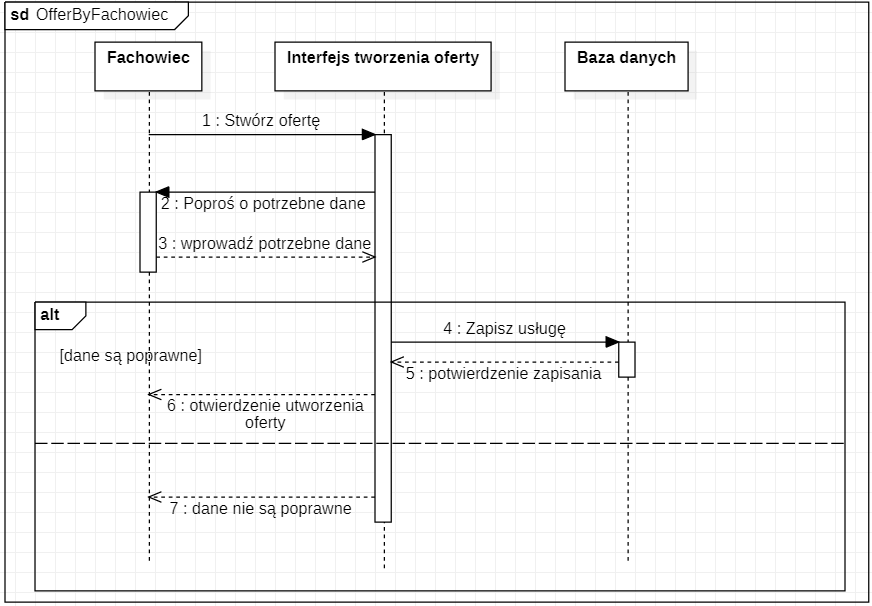 sd OfferByFachowiec
Fachowiec
Interfejs tworzenia oferty
Baza danych
1 : Stwórz ofertę
2 : Poproś o potrzebne dane
3 : wprowadź potrzebne dane
alt
4 : Zapisz usługę
[dane są poprawne]
5 : potwierdzenie zapisania
6 : otwierdzenie utworzenia
oferty
7 : dane nie są poprawne